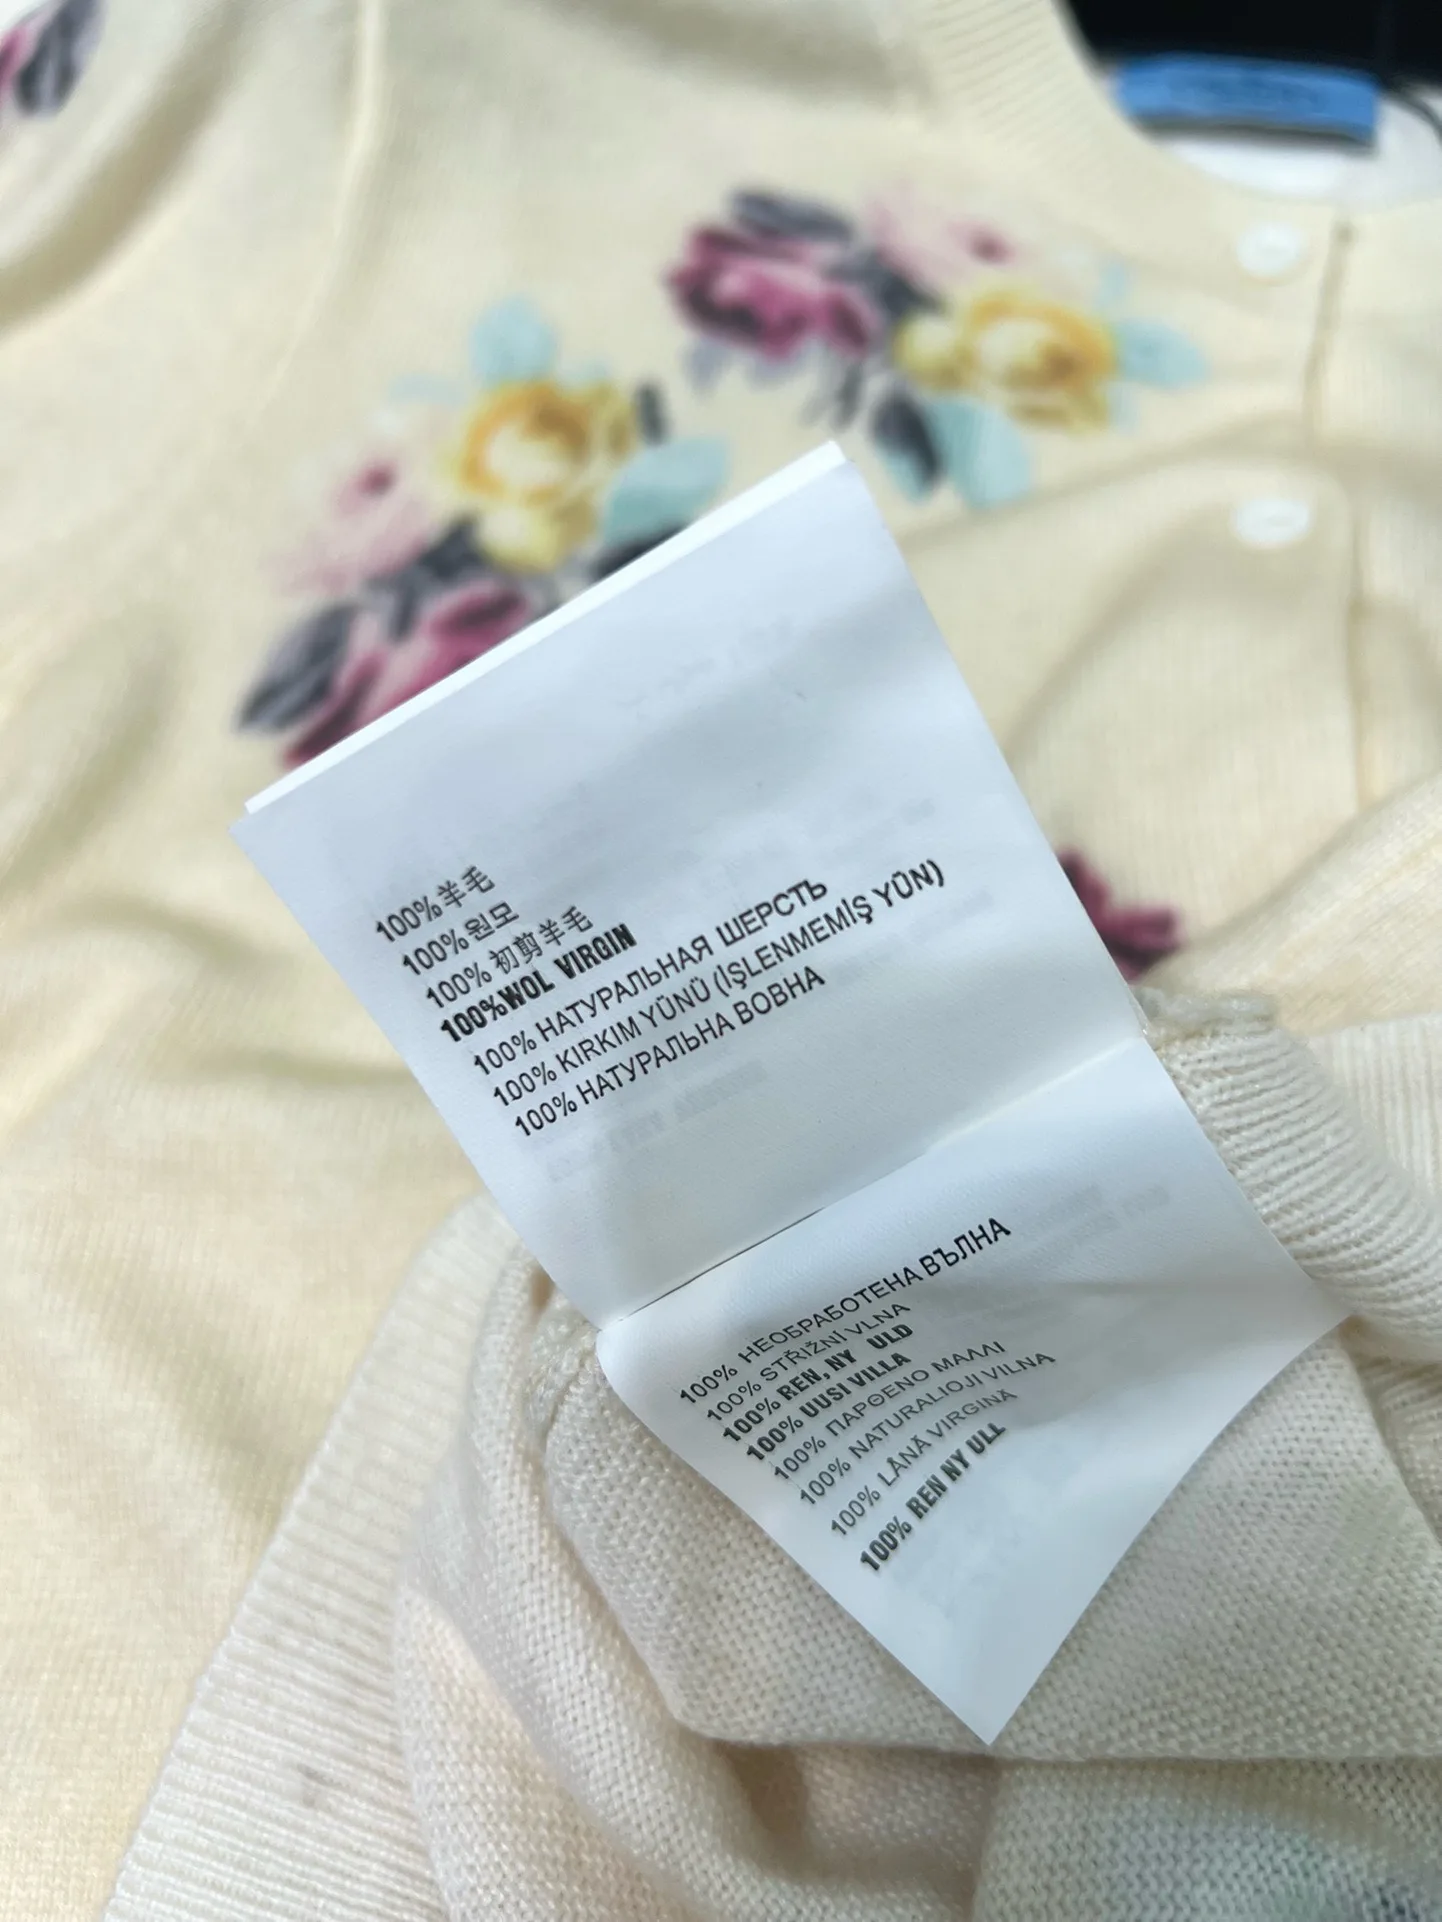 100%羊毛
100%원모
100%初剪羊毛
100%WOL VIRGIN
100% НАТУРАЛЬНАЯ ШЕРСТЬ
100% KIRKIM YÜNÜ (İŞLENMEMİŞ YÜN)
100% НАТУРАЛЬНА ВОВНА
100% НЕОБРАБОТЕНА ВЪЛНА
100% STŘIŽNÍ VLNA
100% REN, NY ULD
100% UUSI VILLA
100% ΠΑΡΘΕΝΟ ΜΑΛΛΙ
100% NATURALIOJI VILNA
100% LÂNĂ VIRGINĂ
100% REN NY ULL